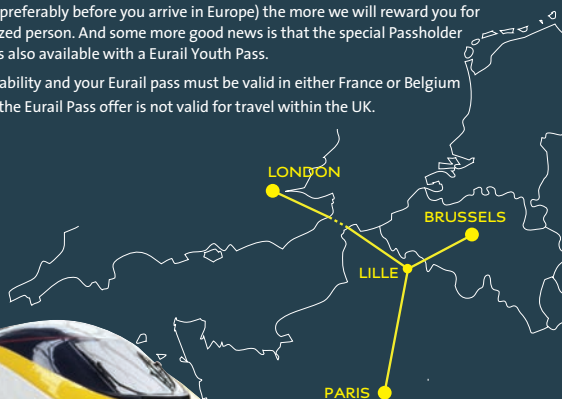 preferably before you arrive in Europe) the more we will reward you for
zed person. And some more good news is that the special Passholder
s also available with a Eurail Youth Pass.
ability and your Eurail pass must be valid in either France or Belgium
the Eurail Pass offer is not valid for travel within the UK.
LONDON
BRUSSELS
LILLE
PARIS